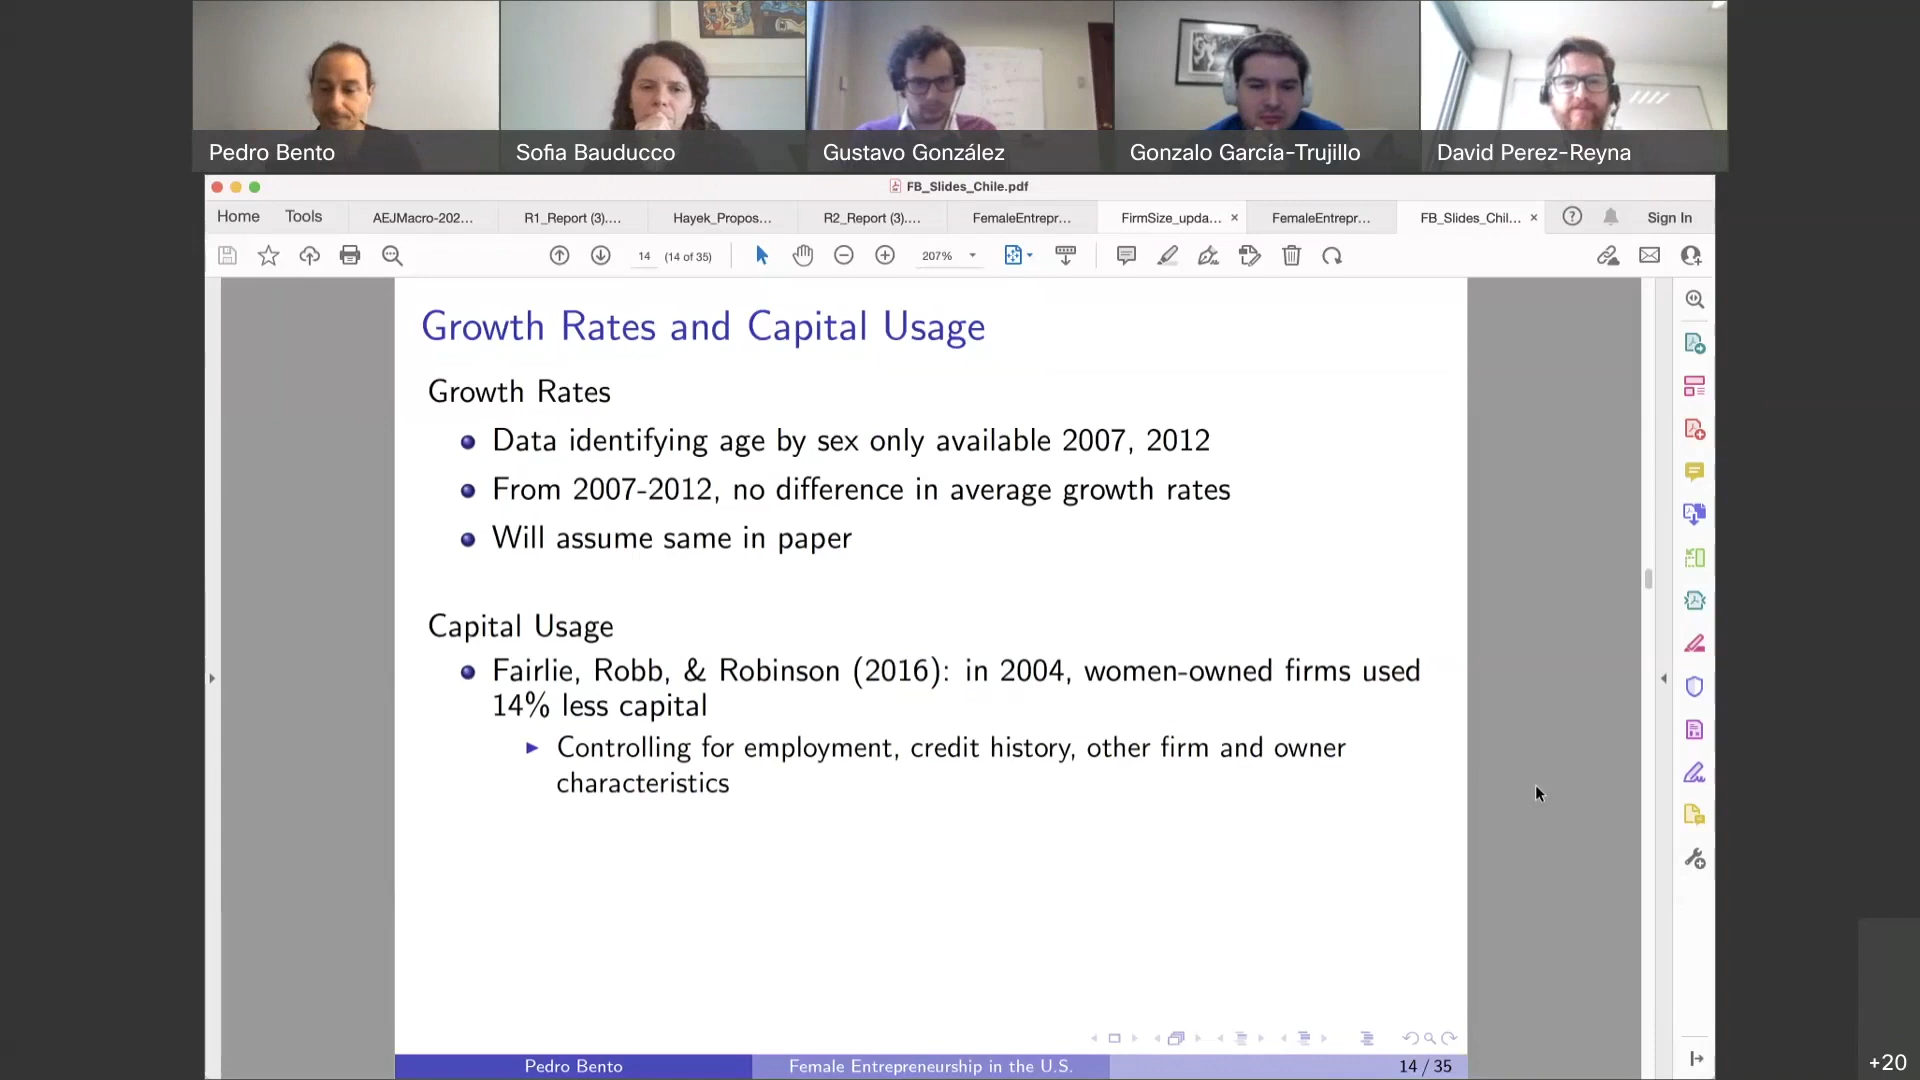 Pedro Bento
Sofia Bauducco
Gustavo González
Gonzalo García-Trujillo
David Perez-Reyna
FB_Slides_Chile.pdf
Home
Tools
AEJMacro-202...
R1_Report (3)....
Hayek_Propos...
R2_Report (3)....
FemaleEntrepr...
FirmSize_upda...
FemaleEntrepr...
FB_Slides_Chil...
Sign In
14
(14 of 35)
207%
Growth Rates and Capital Usage
Growth Rates
Data identifying age by sex only available 2007, 2012
From 2007-2012, no difference in average growth rates
Will assume same in paper
Capital Usage
Fairlie, Robb, & Robinson (2016): in 2004, women-owned firms used
14% less capital
Controlling for employment, credit history, other firm and owner
characteristics
Pedro Bento
Female Entrepreneurship in the U.S.
14 / 35
+20